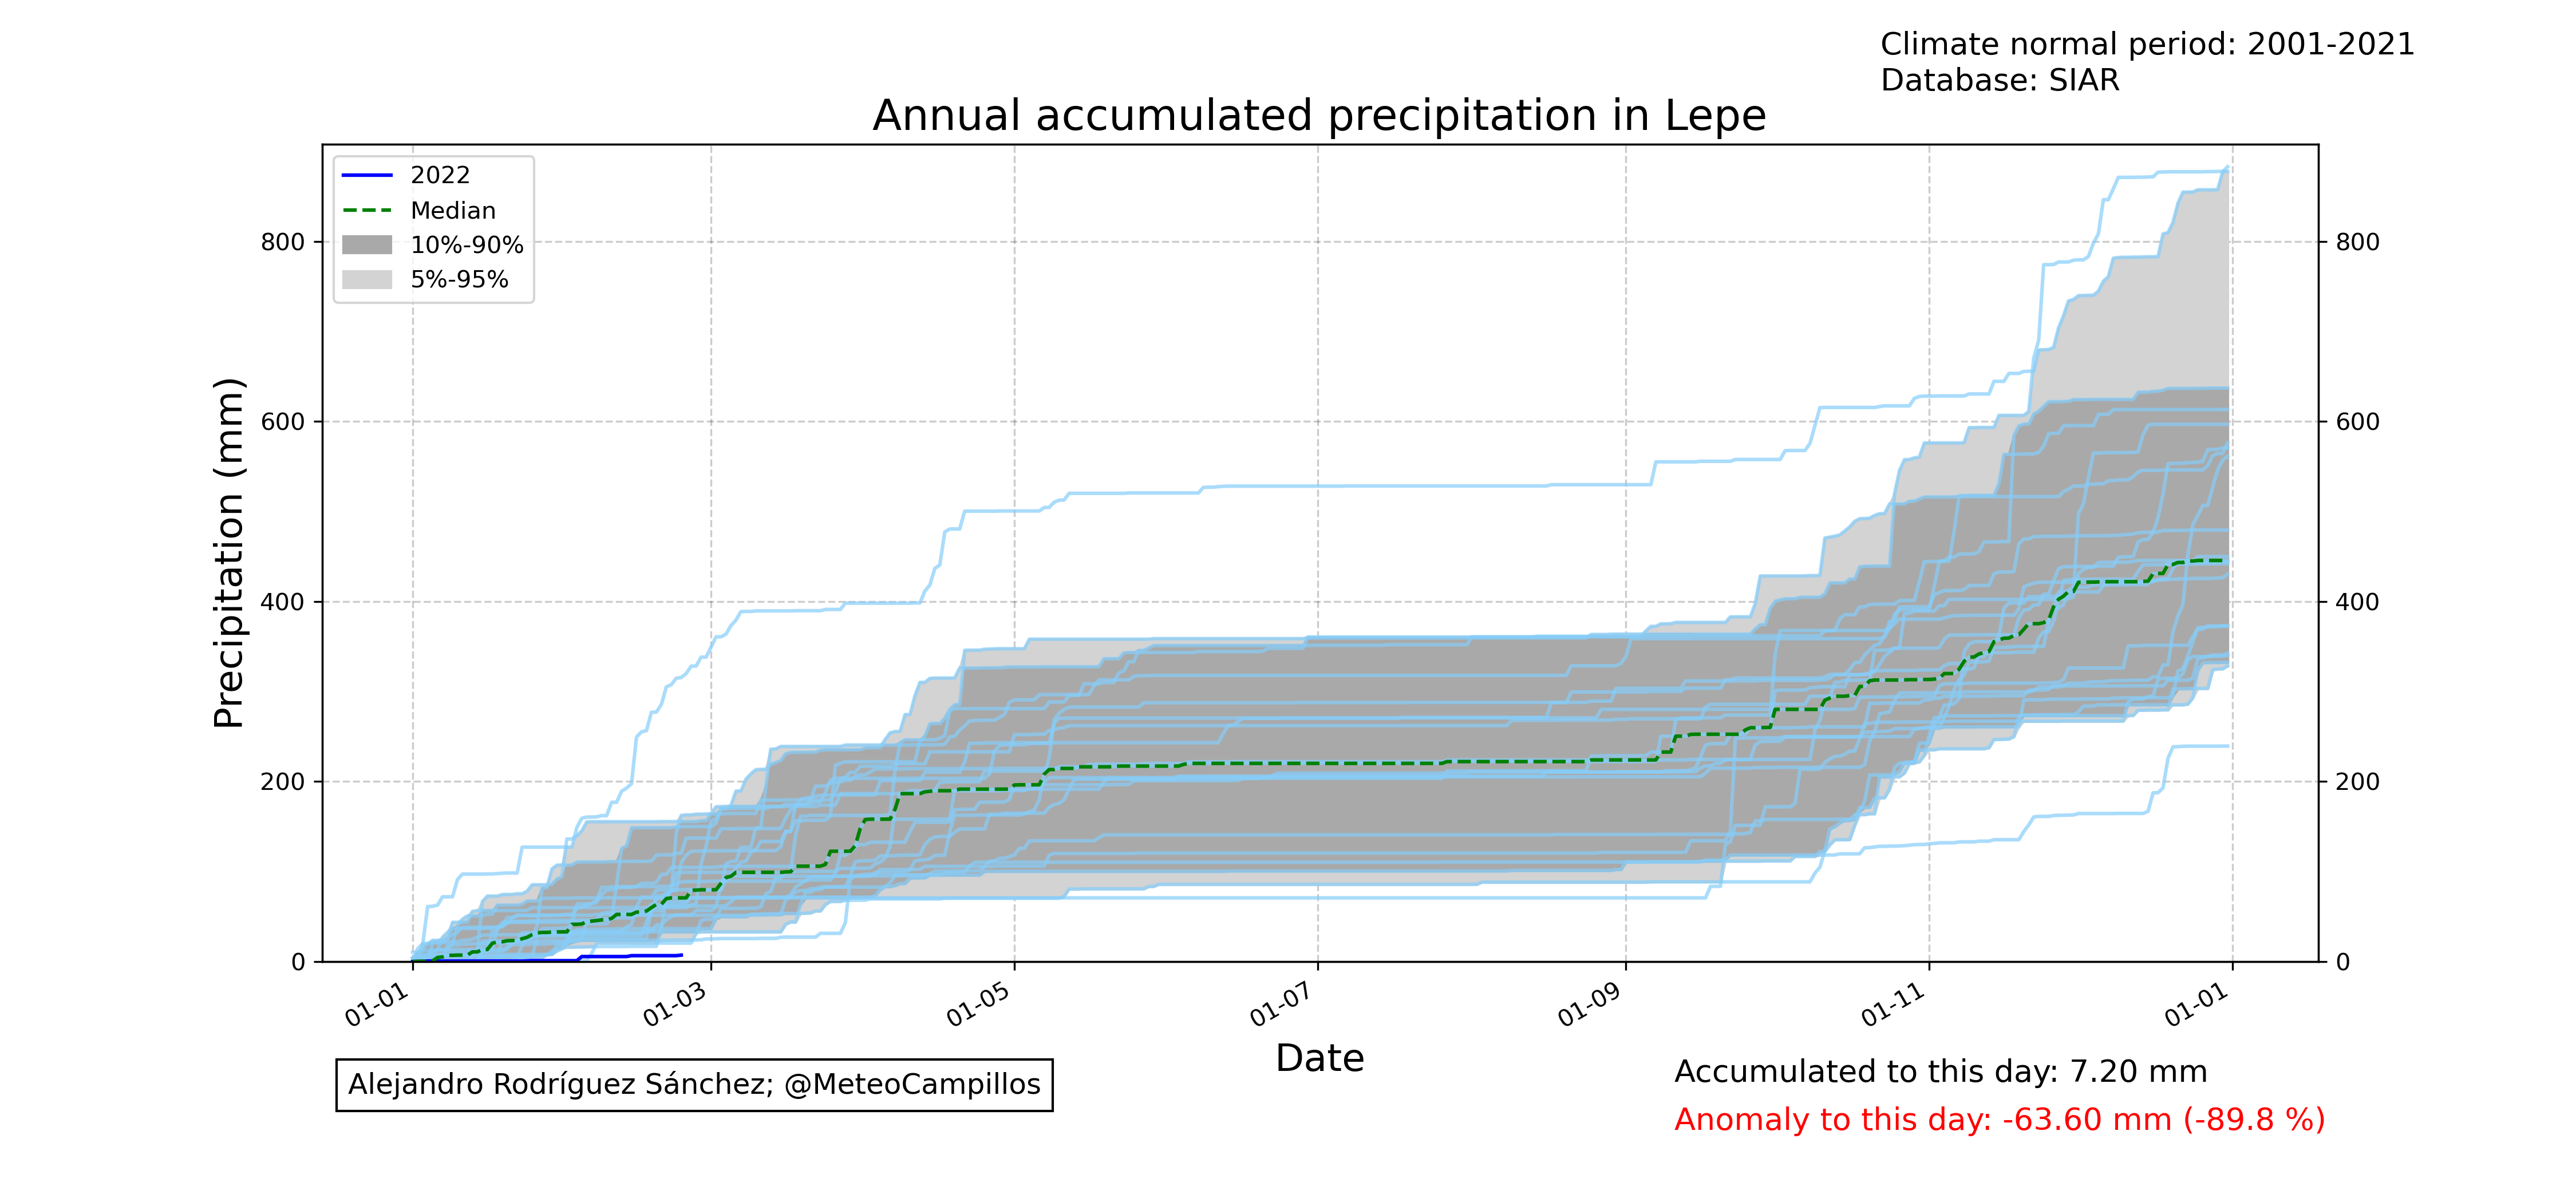 Climate normal period: 2001-2021
Database: SIAR
Annual accumulated precipitation in Lepe
2022
Median
10%-90%
5%-95%
Precipitation (mm)
800
600
400
200
0
800
600
400
200
0
01-01
01-03
01-05
01-07
01-09
01-11
01-01
Date
Alejandro Rodríguez Sánchez; @MeteoCampillos
Accumulated to this day: 7.20 mm
Anomaly to this day: -63.60 mm (-89.8 %)